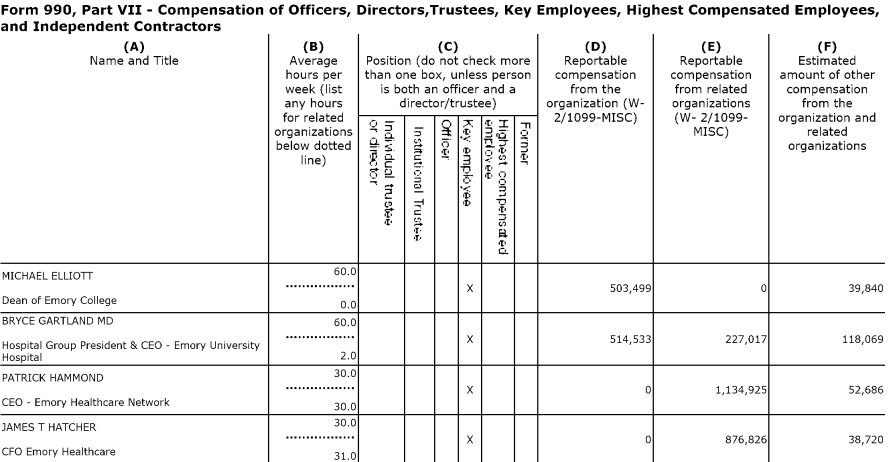 Form 990, Part VII - Compensation of Officers, Directors,Trustees, Key Employees, Highest Compensated Employees,
and Independent Contractors
(A)
Name and Title
(B)
Average
hours per
week (list
any hours
for related
organizations
below dotted
line)
(C)
Position (do not check more
than one box, unless person
is both an officer and a
director/trustee)
Individual trustee
or director
Institutional Trustee
Officer
Key employee
Highest compensated
employee
Former
(D)
Reportable
compensation
from the
organization (W-
2/1099-MISC)
(E)
Reportable
compensation
from related
organizations
(W- 2/1099-
MISC)
(F)
Estimated
amount of other
compensation
from the
organization and
related
organizations
MICHAEL ELLIOTT
Dean of Emory College
60.0
0.0
X
503,499
0
39,840
BRYCE GARTLAND MD
Hospital Group President & CEO - Emory University
Hospital
60.0
2.0
X
514,533
227,017
118,069
PATRICK HAMMOND
CEO - Emory Healthcare Network
30.0
30.0
X
0
1,134,925
52,686
JAMES T HATCHER
CFO Emory Healthcare
30.0
31.0
X
0
876,826
38,720